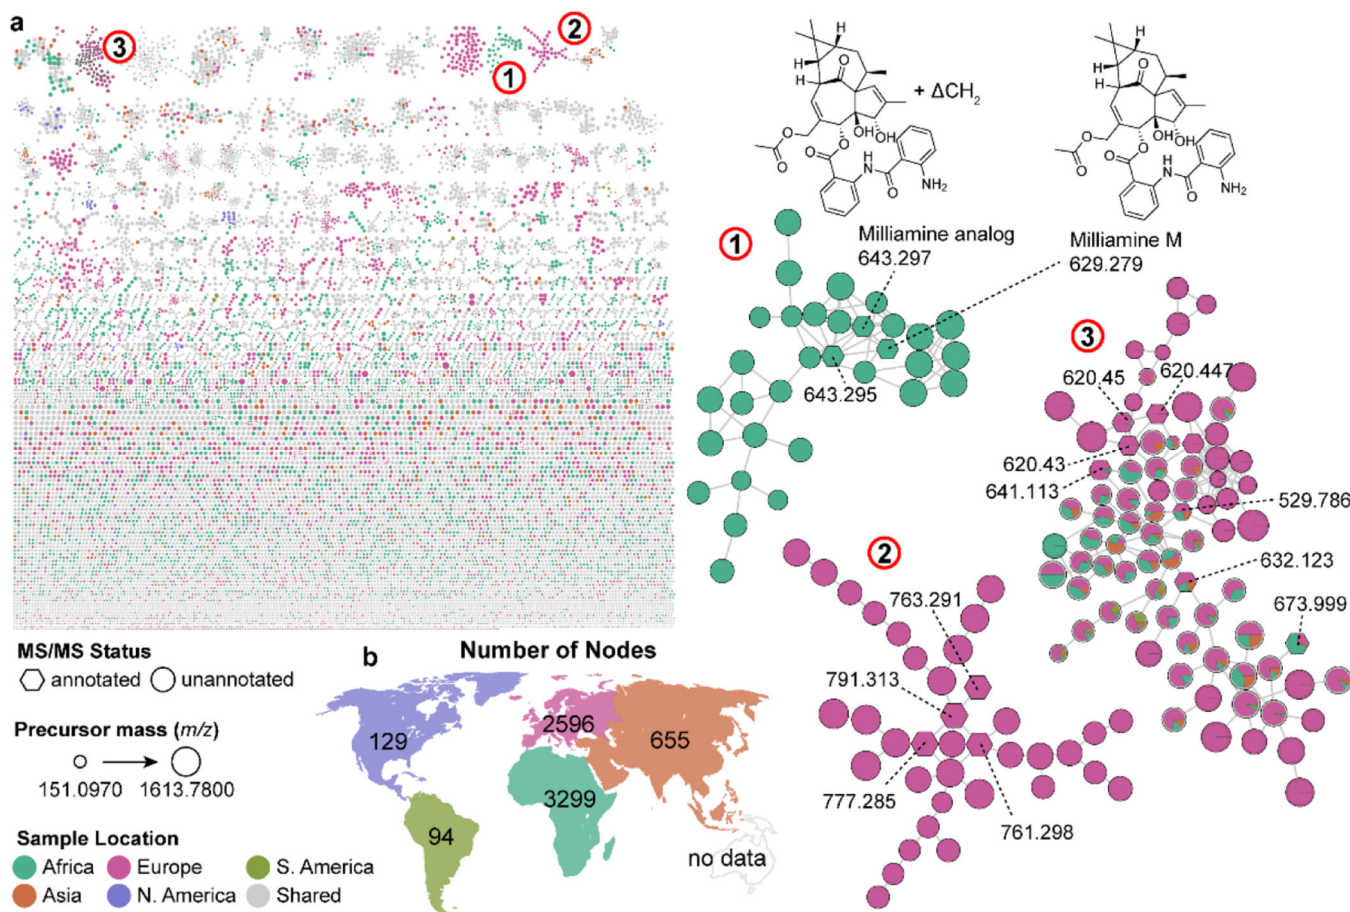 a
3
2
1
H
H
H
O
+ ΔCH2
O
O
O
HO
OH
O
H
N
O
NH2
H
H
H
O
O
O
O
HO
OH
O
H
N
O
NH2
1
Milliamine analog
643.297
Milliamine M
629.279
643.295
3
620.45
620.447
620.43
641.113
529.786
632.123
673.999
2
763.291
791.313
777.285
761.298
MS/MS Status
annotated
unannotated
Precursor mass (m/z)
151.0970
1613.7800
Sample Location
Africa
Europe
S. America
Asia
N. America
Shared
b
Number of Nodes
129
2596
655
3299
94
no data